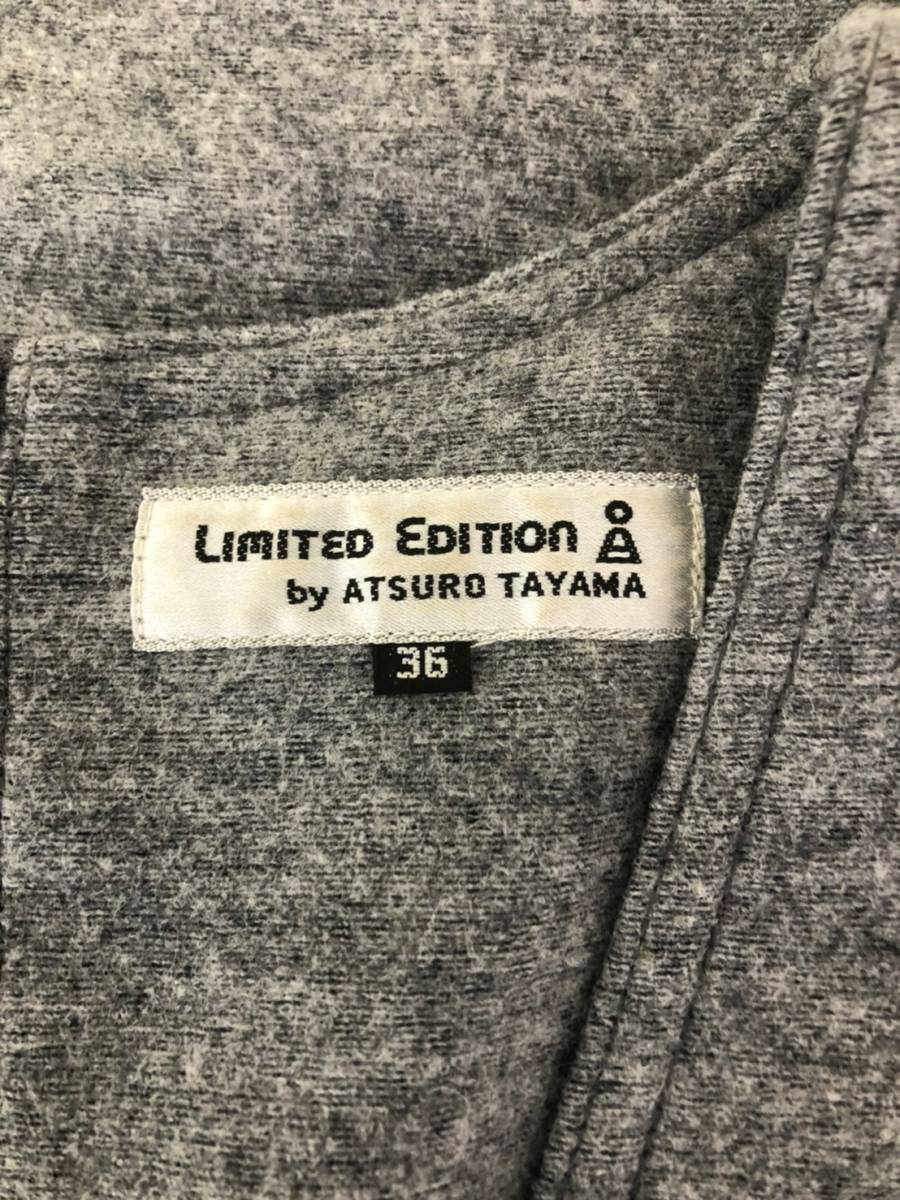 LIMITED EDITION
by ATSURO TAYAMA
36